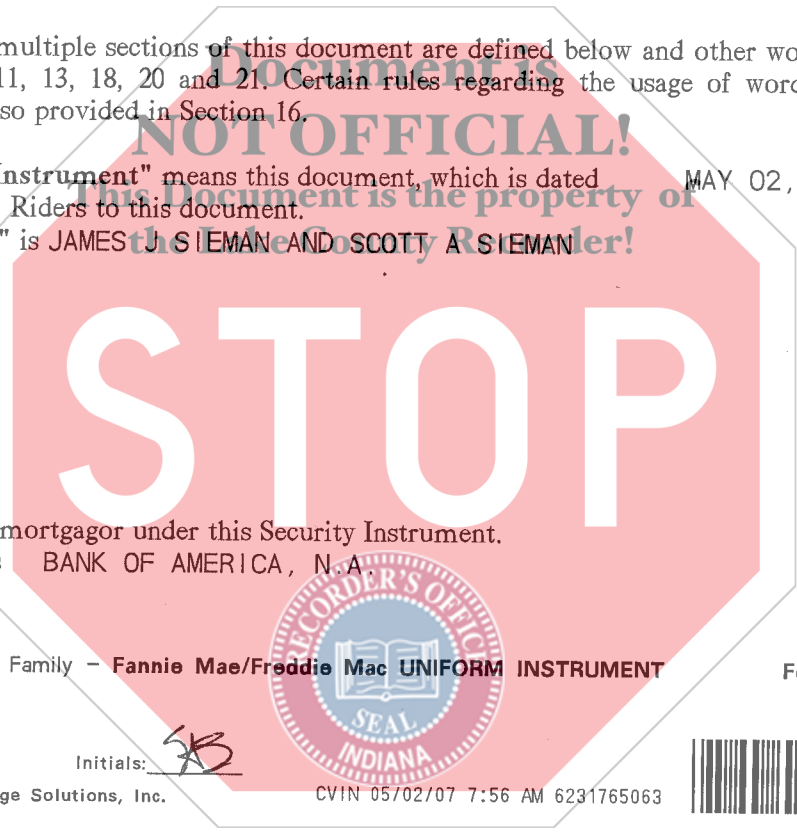 multiple sections of this document are defined below and other wo
Document is
11, 13, 18, 20 and 21. Certain rules regarding the usage of word
so provided in Section 16.
NOT OFFICIAL!
Instrument" means this document, which is dated MAY 02,
This Document is the property of
Riders to this document.
" is JAMES J SIEMAN AND SCOTT A SIEMAN
the Lake County Recorder!
STOP
mortgagor under this Security Instrument.
BANK OF AMERICA, N.A.
RECORDER'S OFFICE
Family – Fannie Mae/Freddie Mac UNIFORM INSTRUMENT Fo
SEAL
INDIANA
Initials:
ge Solutions, Inc. CVIN 05/02/07 7:56 AM 6231765063